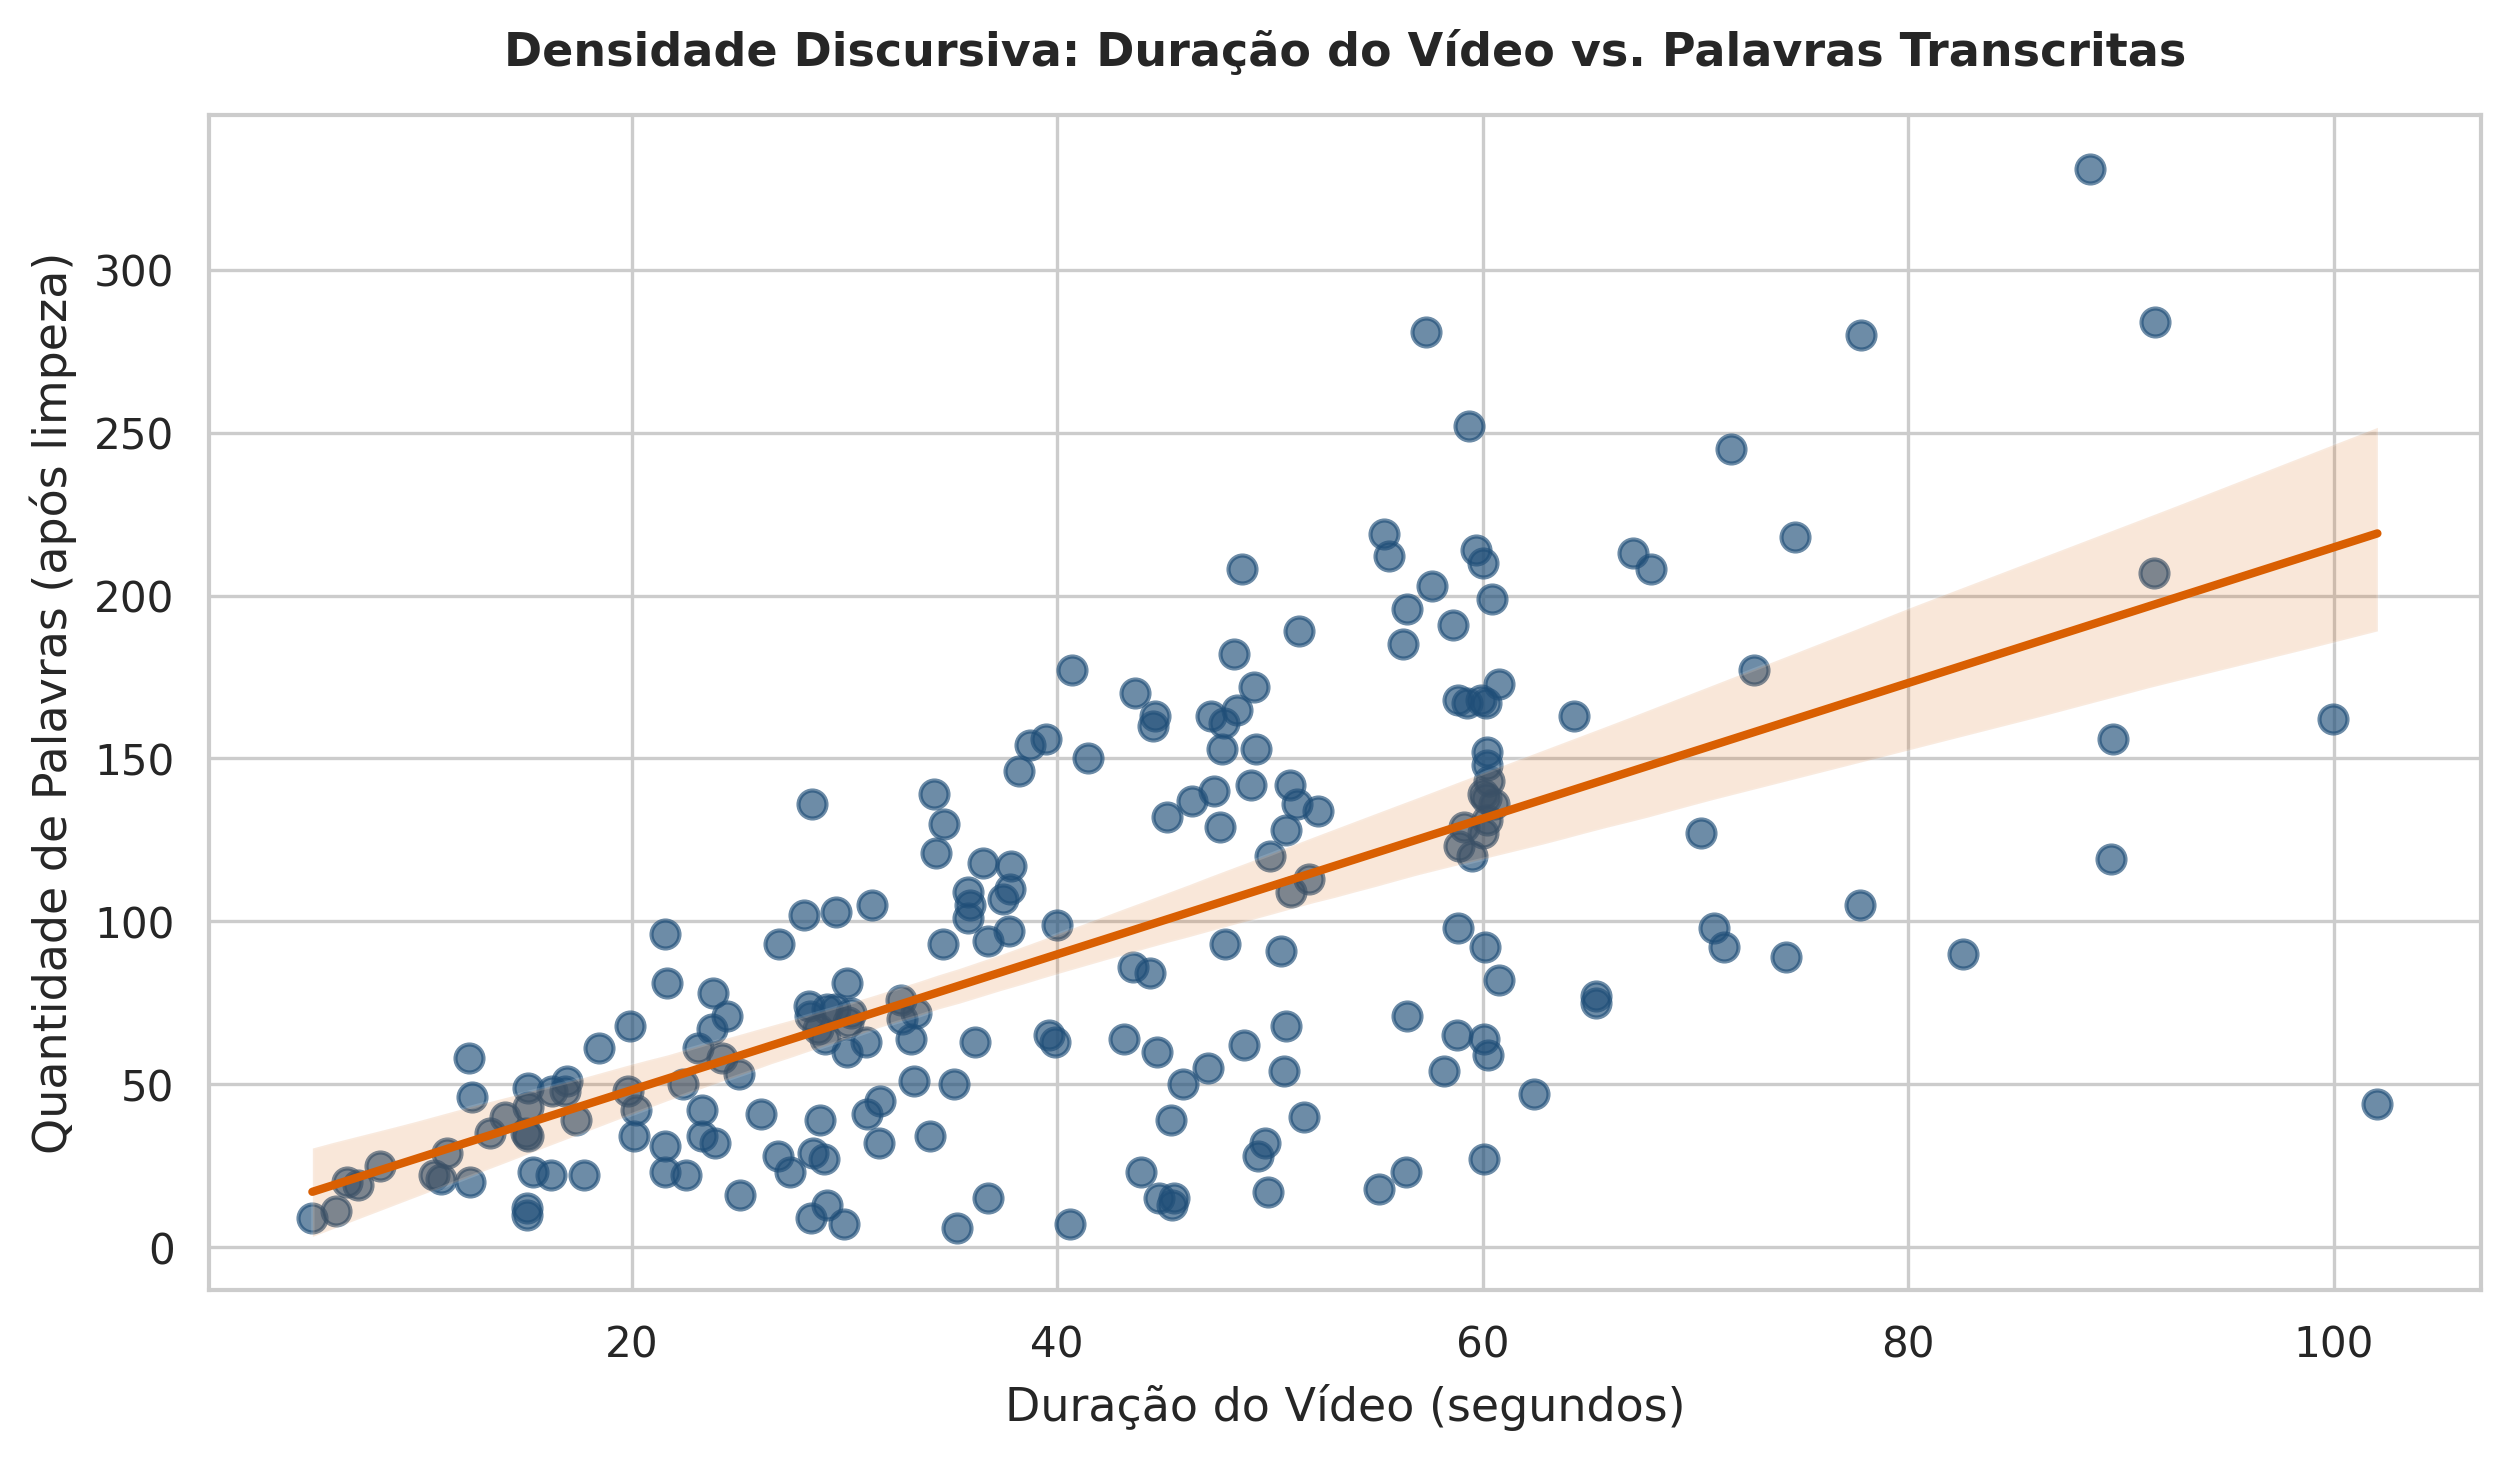 Densidade Discursiva: Duração do Vídeo vs. Palavras Transcritas
Quantidade de Palavras (após limpeza)
300
250
200
150
100
50
0
20 40 60 80 100
Duração do Vídeo (segundos)